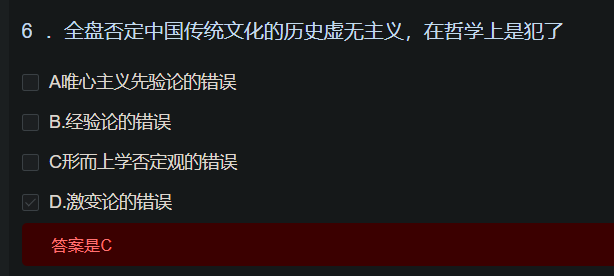 6 . 全盘否定中国传统文化的历史虚无主义，在哲学上是犯了
A唯心主义先验论的错误
B.经验论的错误
C形而上学否定观的错误
D.激变论的错误
答案是C